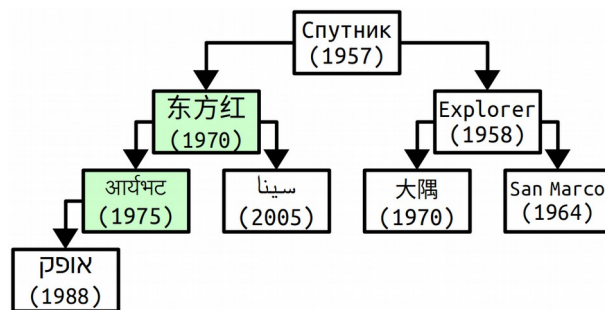 Спутник
(1957)
东方红
(1970)
Explorer
(1958)
आर्यभट
(1975)
سينا
(2005)
大隅
(1970)
San Marco
(1964)
אופק
(1988)